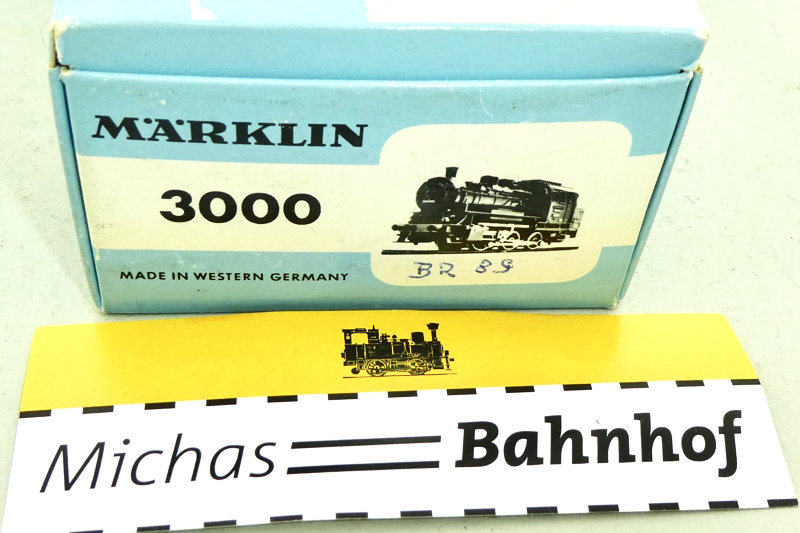 MÄRKLIN
3000
MADE IN WESTERN GERMANY
BR 89
Michas Bahnhof